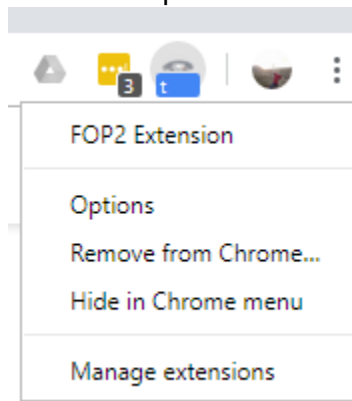 3
t
FOP2 Extension
Options
Remove from Chrome...
Hide in Chrome menu
Manage extensions